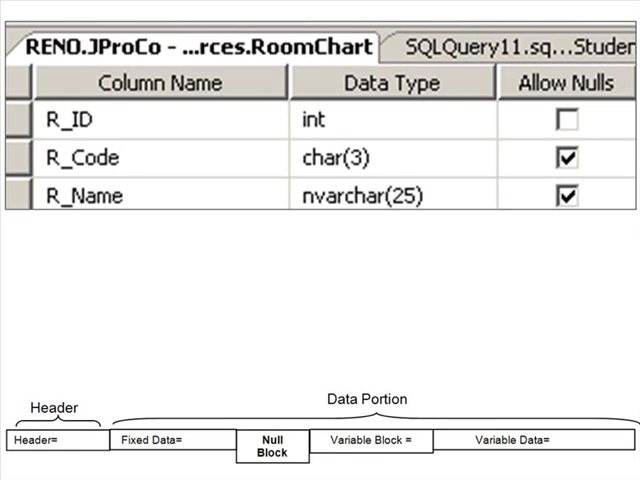 RENO.JProCo - ...rces.RoomChart SQLQuery11.sq...Studen
Column Name Data Type Allow Nulls
R_ID int
R_Code char(3)
R_Name nvarchar(25)
Data Portion
Header
Header= Fixed Data= Null Block Variable Block = Variable Data=